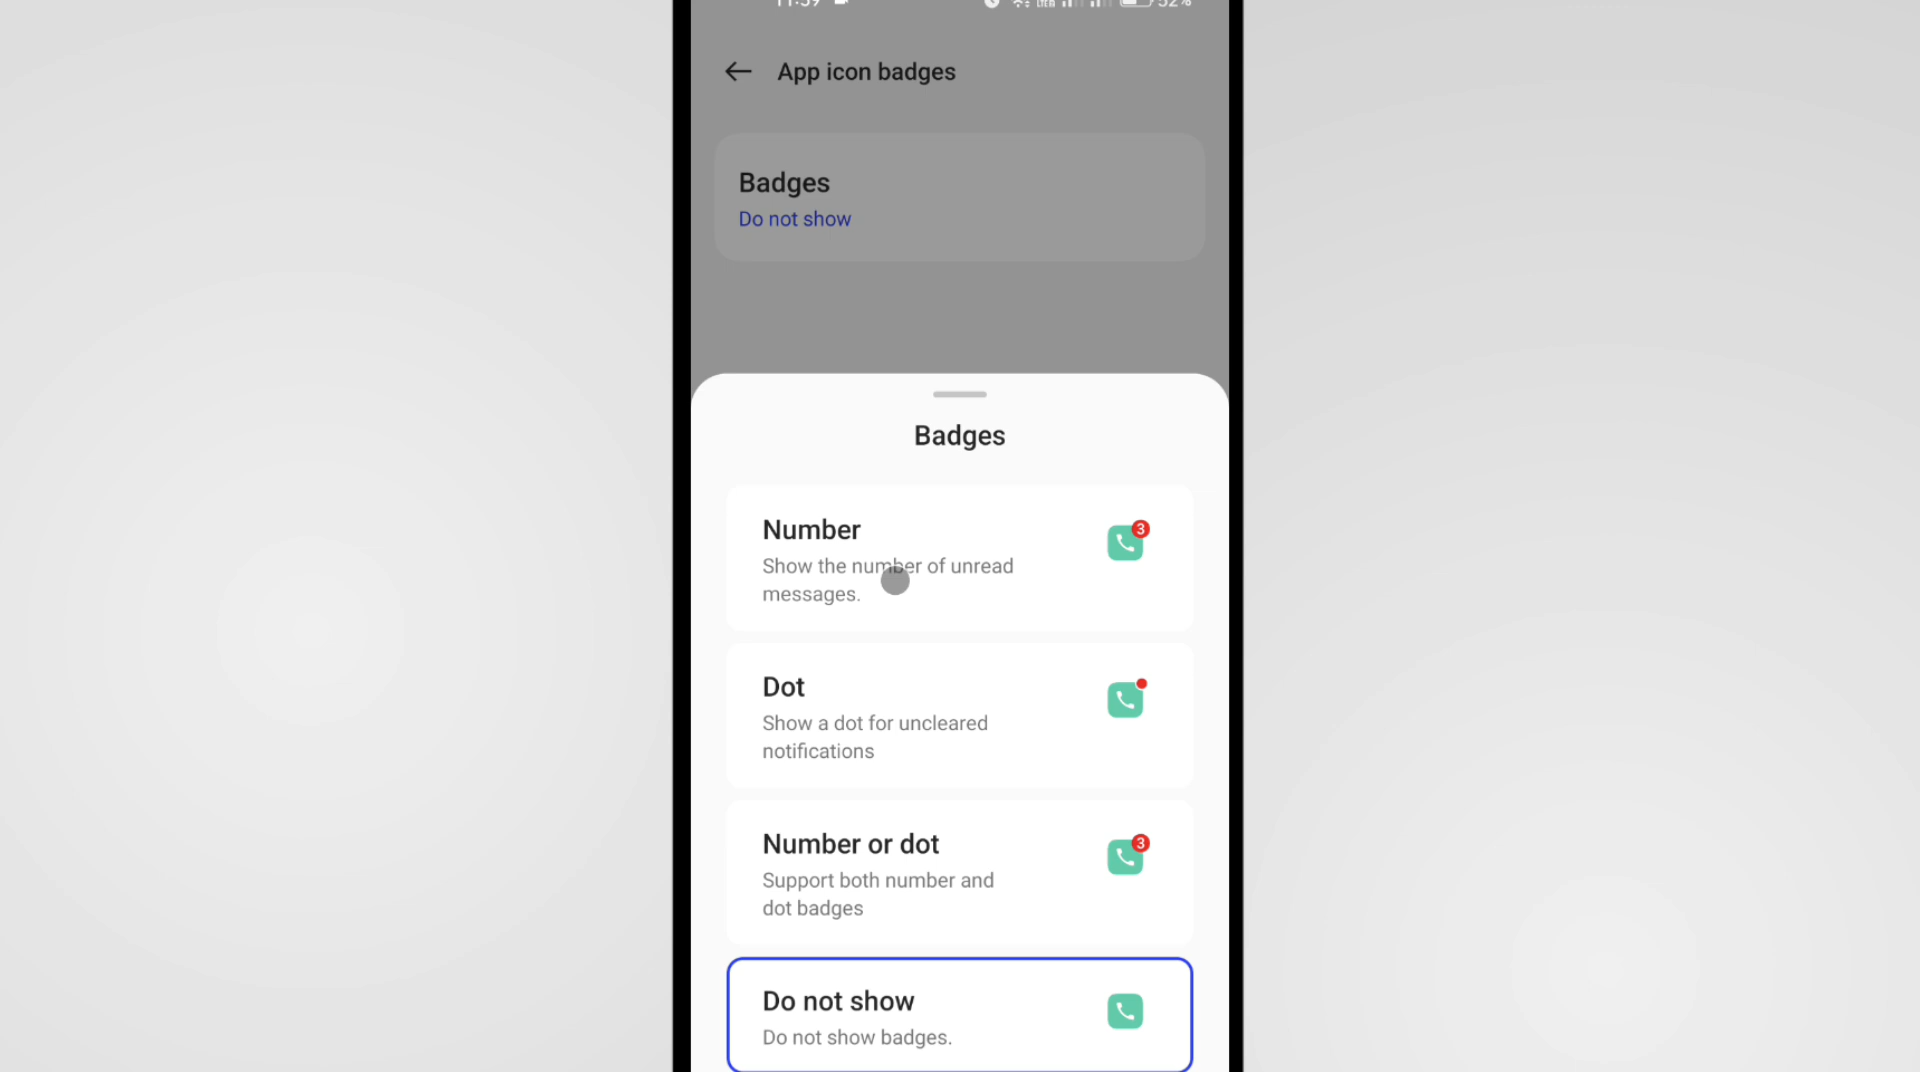 App icon badges
Badges
Do not show
Badges
Number
3
Show the number of unread
messages.
Dot
Show a dot for uncleared
notifications
Number or dot
3
Support both number and
dot badges
Do not show
Do not show badges.